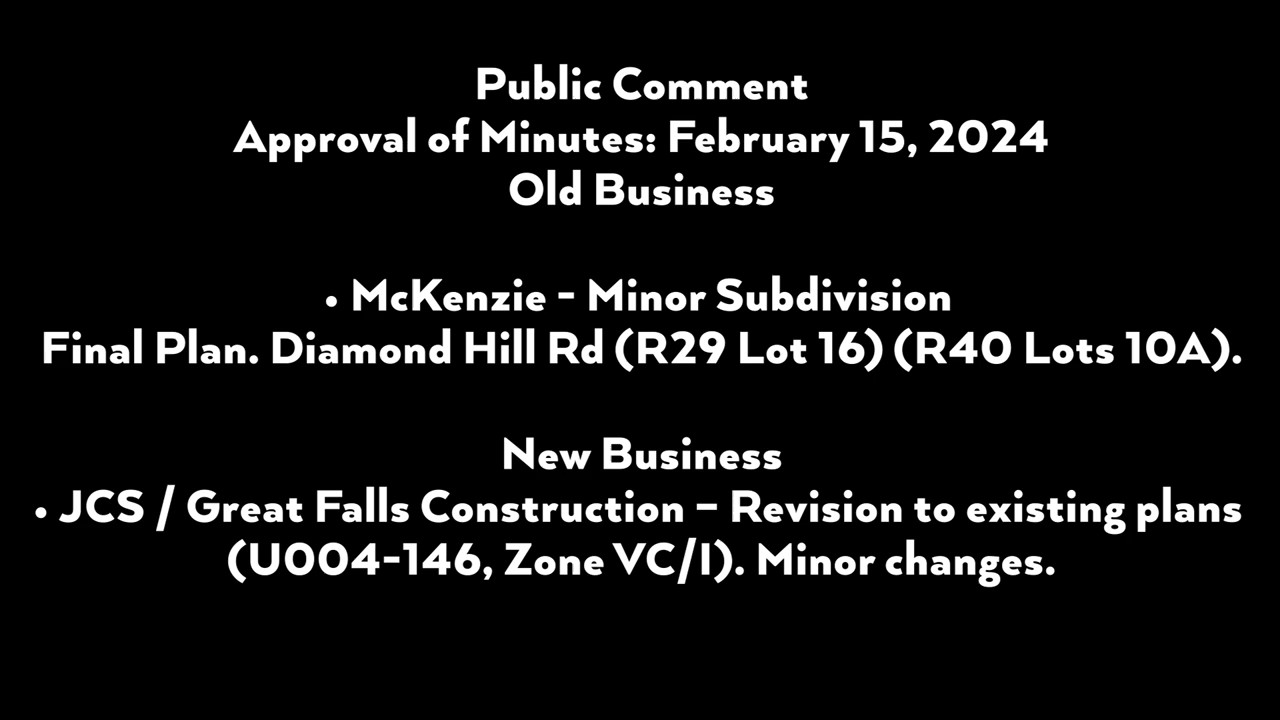 Public Comment
Approval of Minutes: February 15, 2024
Old Business
• McKenzie - Minor Subdivision
Final Plan. Diamond Hill Rd (R29 Lot 16) (R40 Lots 10A).
New Business
• JCS / Great Falls Construction – Revision to existing plans
(U004-146, Zone VC/I). Minor changes.